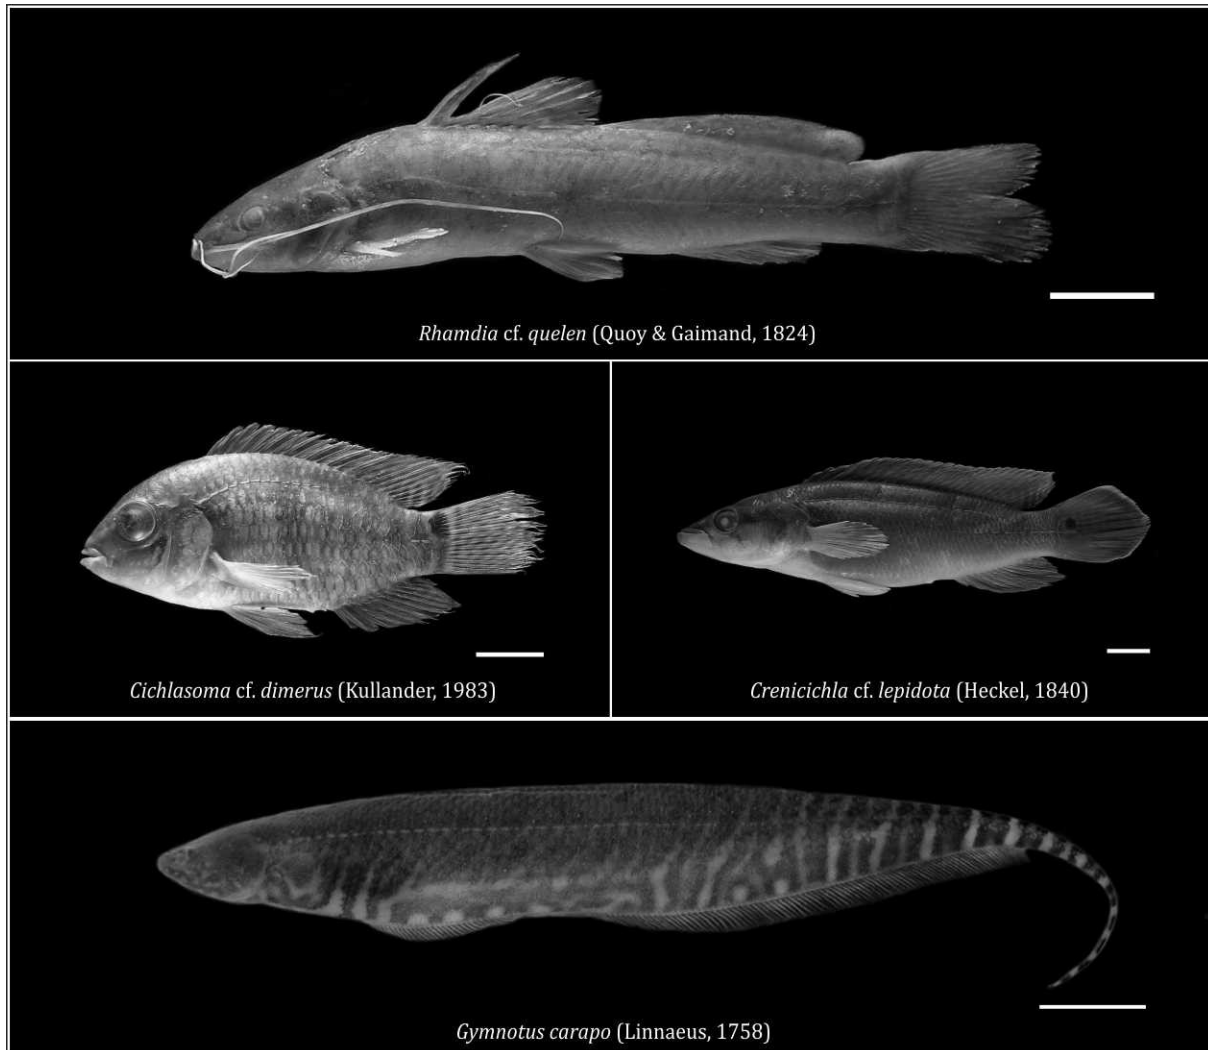 Rhamdia cf. quelen (Quoy & Gaimand, 1824)
Cichlasoma cf. dimerus (Kullander, 1983)
Crenicichla cf. lepidota (Heckel, 1840)
Gymnotus carapo (Linnaeus, 1758)